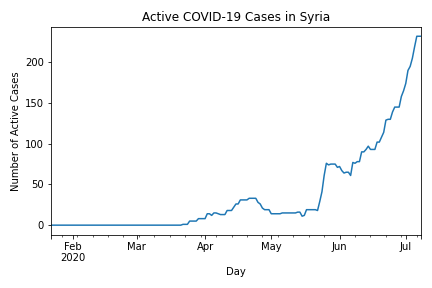 Active COVID-19 Cases in Syria
Number of Active Cases
200
150
100
50
0
Feb Mar Apr May Jun Jul
2020
Day